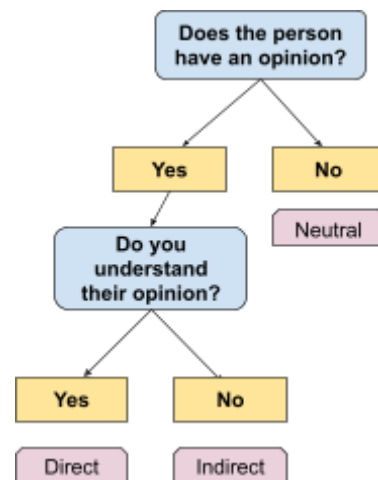 Does the person
have an opinion?
Yes
No
Neutral
Do you
understand
their opinion?
Yes
No
Direct
Indirect